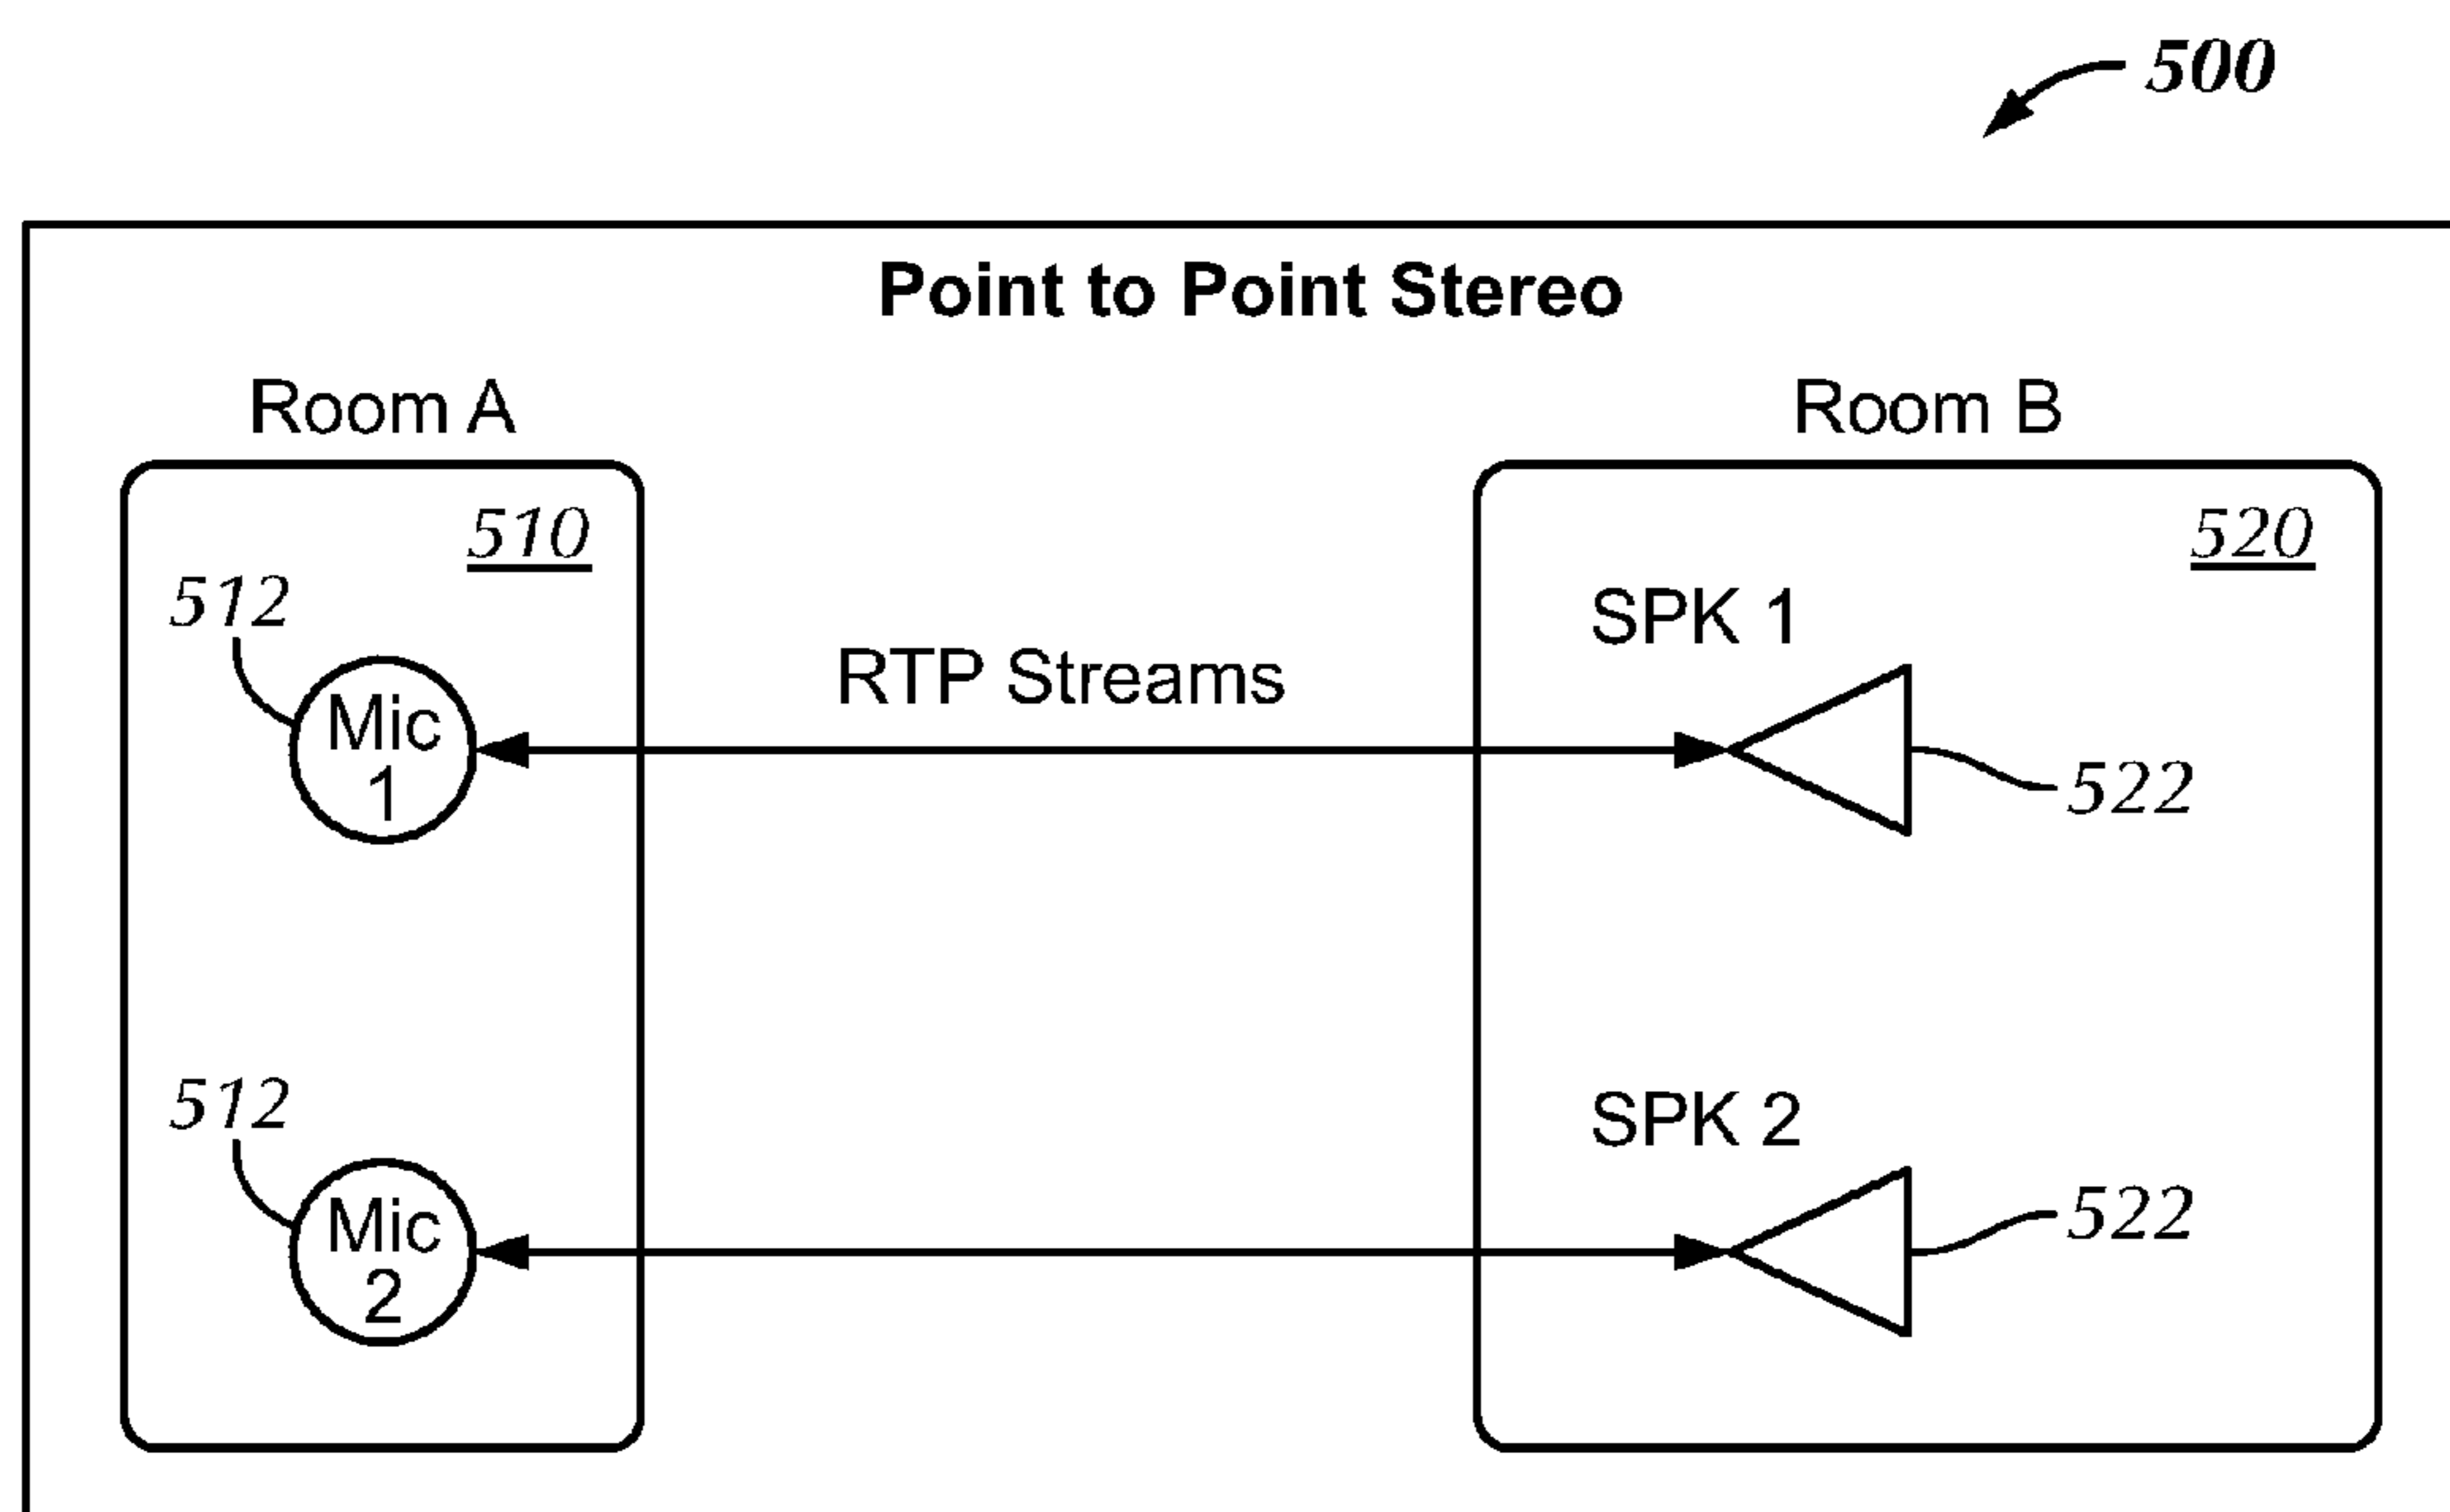 500
Point to Point Stereo
Room A
Room B
510
520
512
SPK 1
RTP Streams
Mic
1
522
512
SPK 2
Mic
2
522